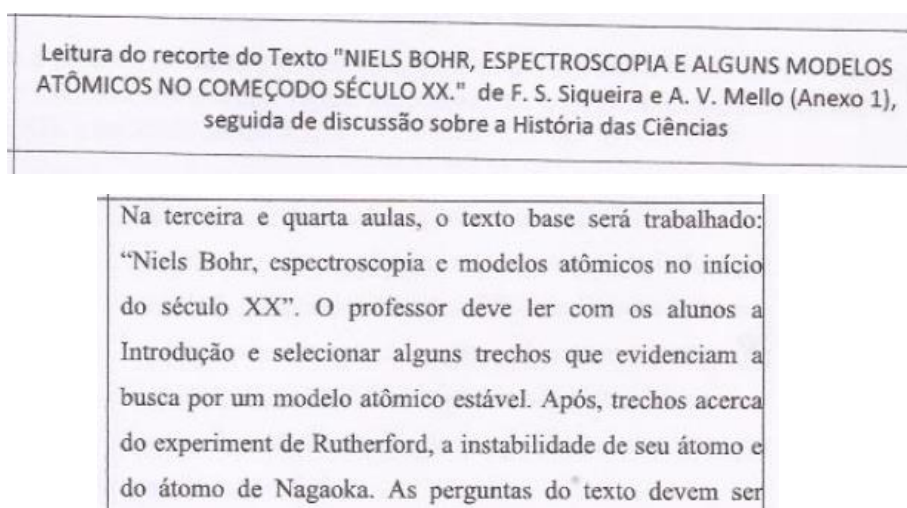 Leitura do recorte do Texto "NIELS BOHR, ESPECTROSCOPIA E ALGUNS MODELOS
ATÔMICOS NO COMEÇODO SÉCULO XX." de F. S. Siqueira e A. V. Mello (Anexo 1),
seguida de discussão sobre a História das Ciências
Na terceira e quarta aulas, o texto base será trabalhado:
“Niels Bohr, espectroscopia e modelos atômicos no início
do século XX”. O professor deve ler com os alunos a
Introdução e selecionar alguns trechos que evidenciam a
busca por um modelo atômico estável. Após, trechos acerca
do experiment de Rutherford, a instabilidade de seu átomo e
do átomo de Nagaoka. As perguntas do texto devem ser